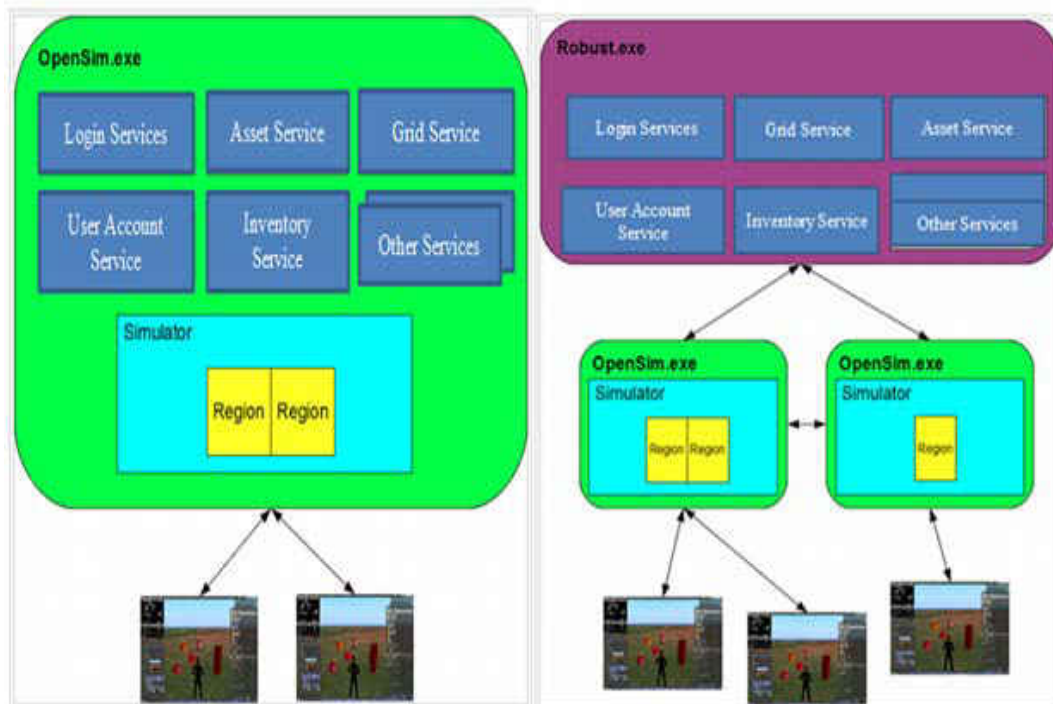 OpenSim.exe
Login Services
Asset Service
Grid Service
User Account
Service
Inventory
Service
Other Services
Simulator
Region
Region
Robust.exe
Login Services
Grid Service
Asset Service
User Account
Service
Inventory Service
Other Services
OpenSim.exe
Simulator
Region
Region
OpenSim.exe
Simulator
Region